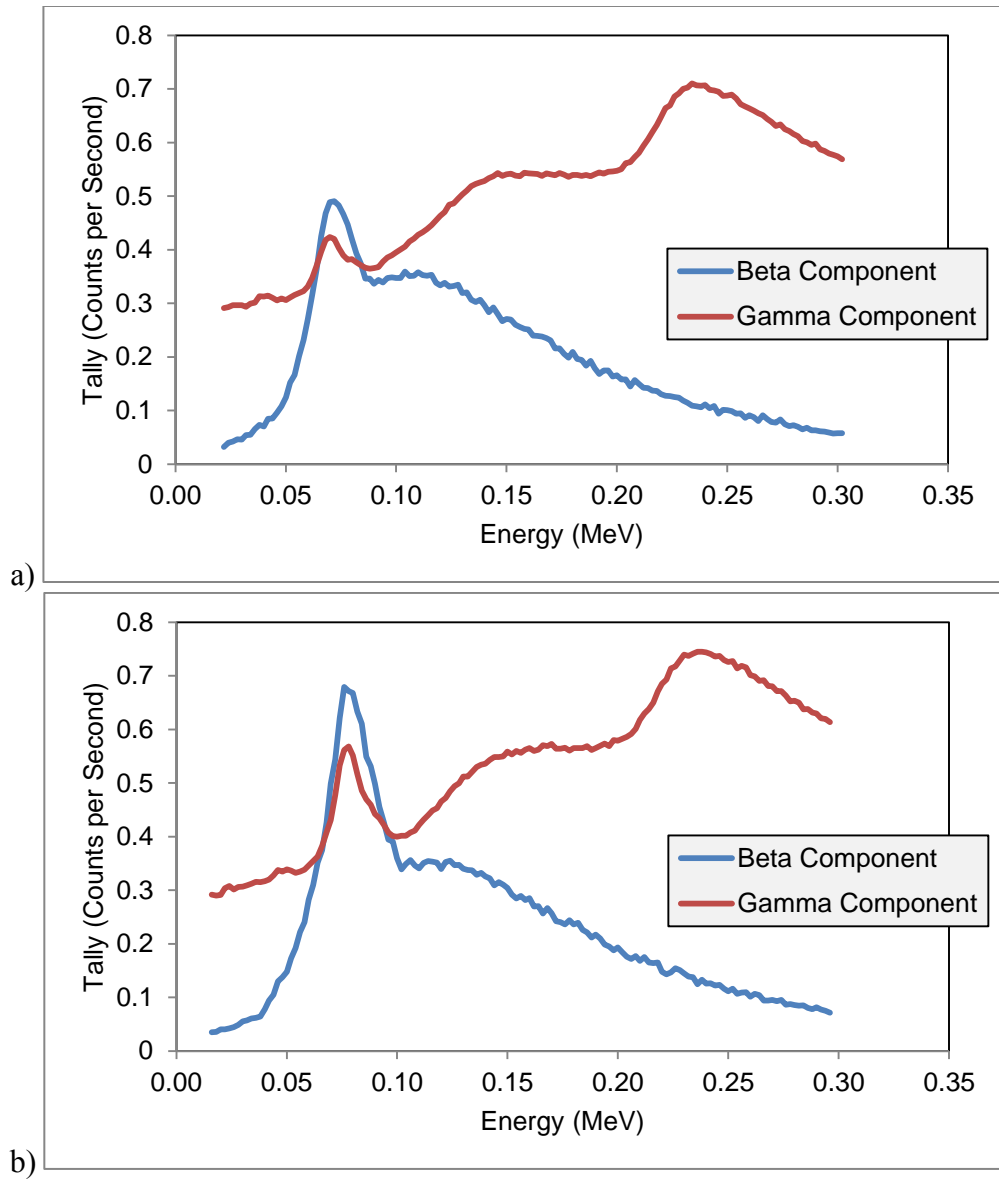 0.8
0.7
0.6
0.5
0.4
0.3
0.2
0.1
0
Tally (Counts per Second)
0.00 0.05 0.10 0.15 0.20 0.25 0.30 0.35
Energy (MeV)
Beta Component
Gamma Component
a)
0.8
0.7
0.6
0.5
0.4
0.3
0.2
0.1
0
Tally (Counts per Second)
0.00 0.05 0.10 0.15 0.20 0.25 0.30 0.35
Energy (MeV)
Beta Component
Gamma Component
b)